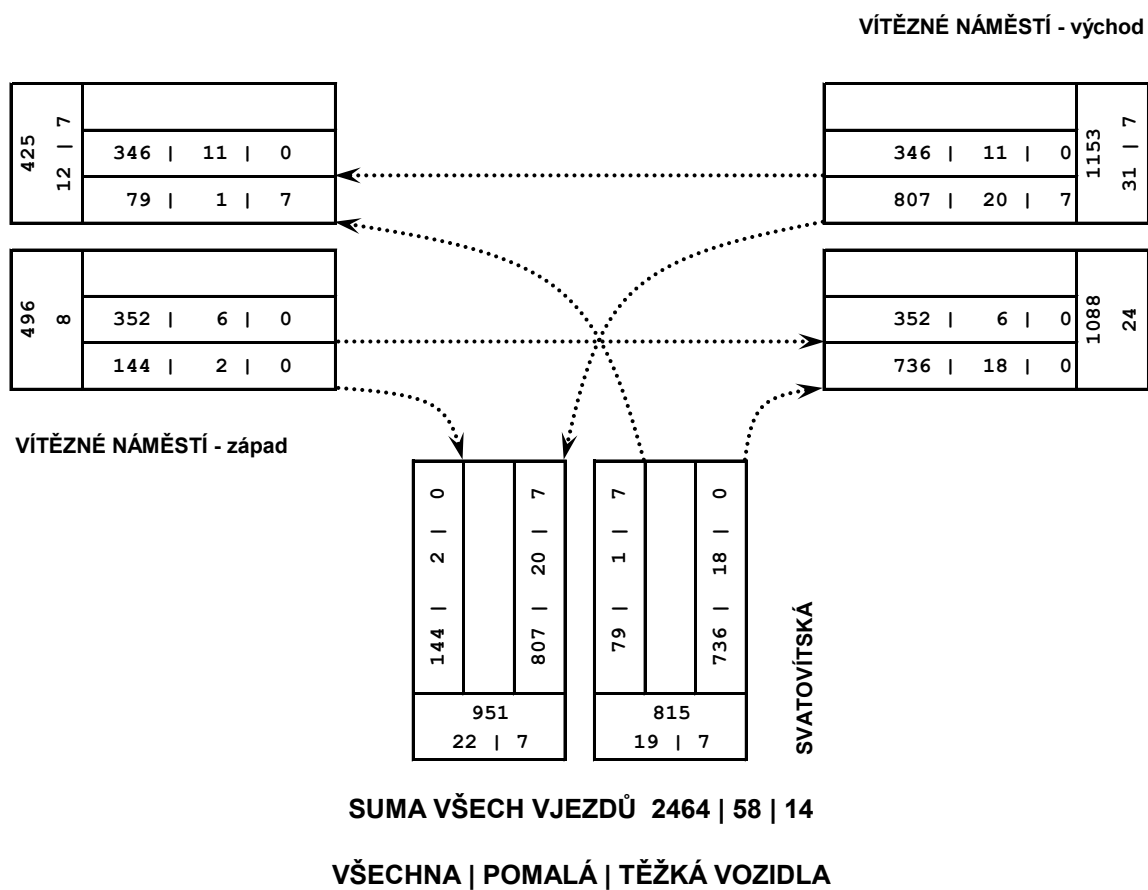 VÍTĚZNÉ NÁMĚSTÍ - východ
425
12 | 7
346 | 11 | 0
79 | 1 | 7
346 | 11 | 0
807 | 20 | 7
1153
31 | 7
496
8
352 | 6 | 0
144 | 2 | 0
352 | 6 | 0
736 | 18 | 0
1088
24
VÍTĚZNÉ NÁMĚSTÍ - západ
144 | 2 | 0
807 | 20 | 7
79 | 1 | 7
736 | 18 | 0
SVATOVÍTSKÁ
951
22 | 7
815
19 | 7
SUMA VŠECH VJEZDŮ 2464 | 58 | 14
VŠECHNA | POMALÁ | TĚŽKÁ VOZIDLA